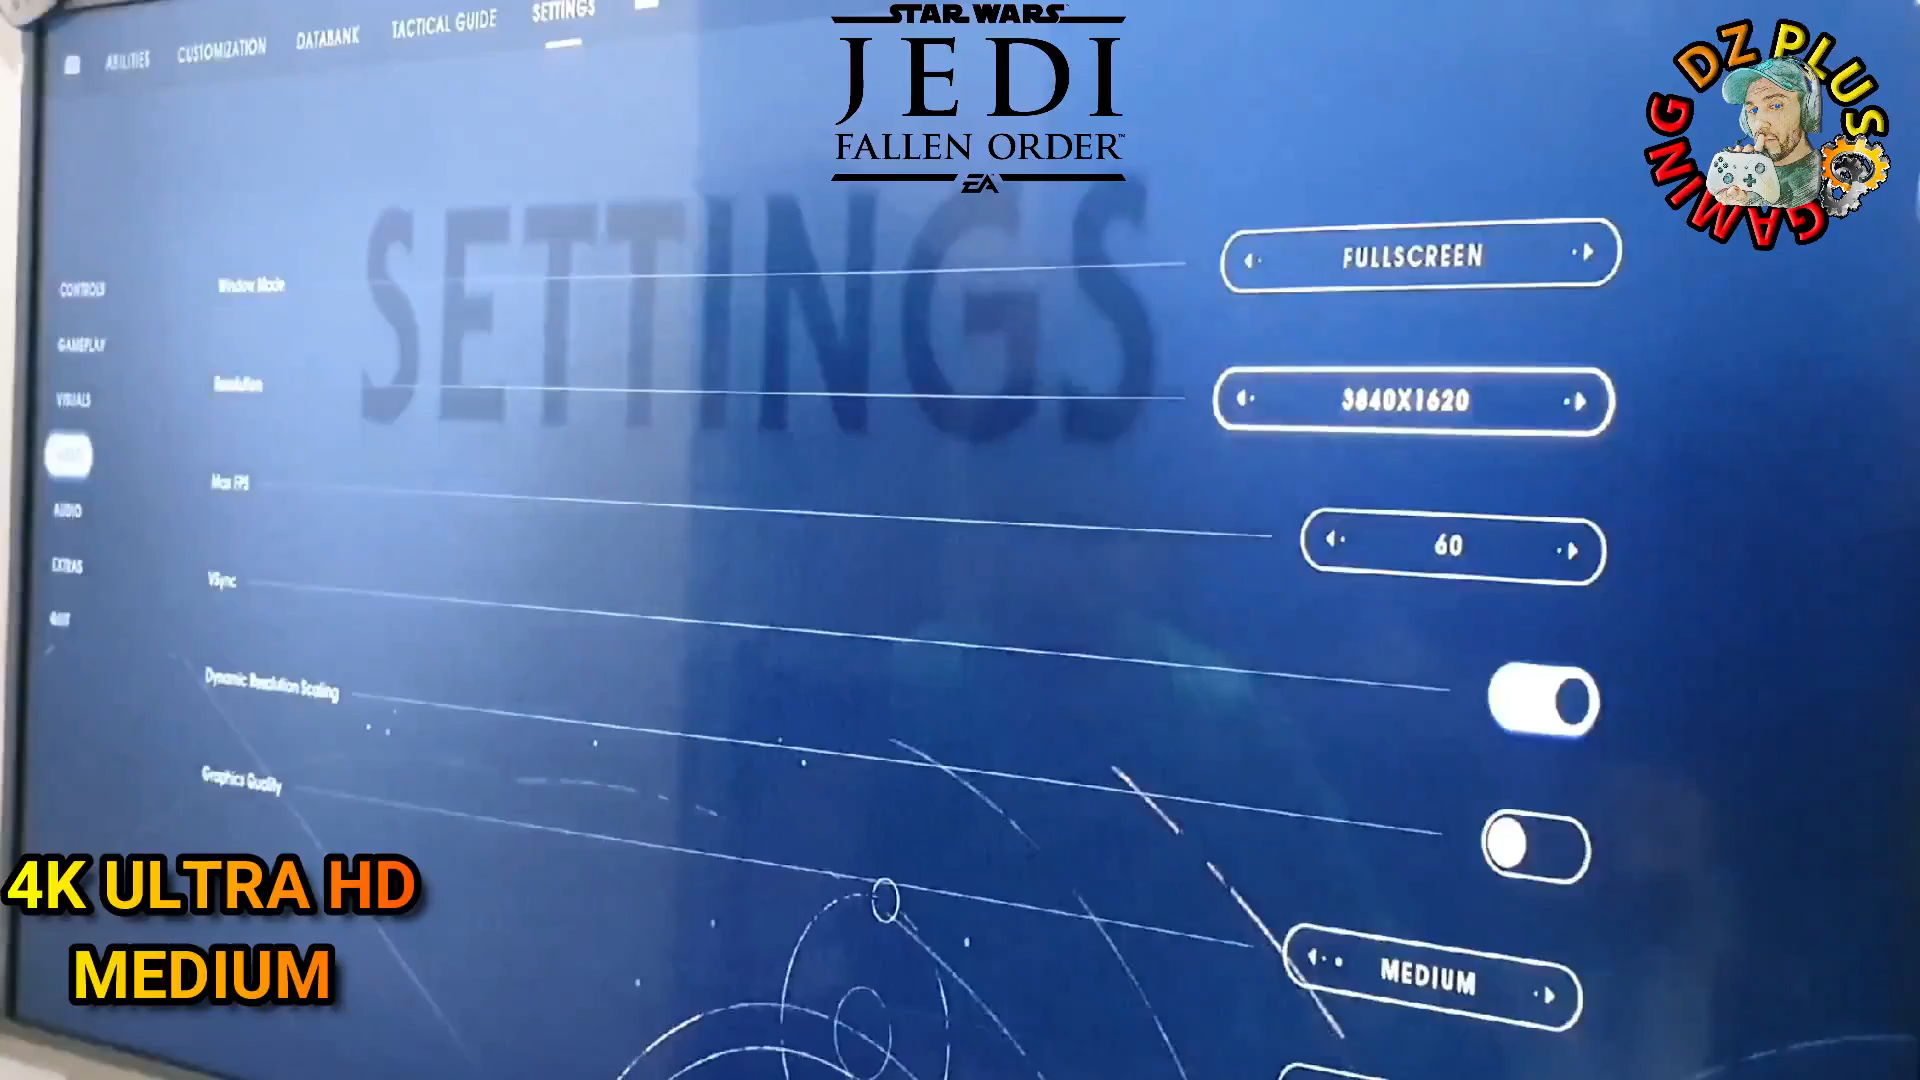 ABILITIES
CUSTOMIZATION
DATABANK
TACTICAL GUIDE
SETTINGS
STAR WARS
JEDI
FALLEN ORDER™
EA
GAMING DZ PLUS
SETTINGS
CONTROLS
GAMEPLAY
VISUALS
AUDIO
EXTRAS
QUIT
Window Mode
FULLSCREEN
Resolution
3840X1620
Max FPS
60
VSync
Dynamic Resolution Scaling
Graphics Quality
MEDIUM
4K ULTRA HD
MEDIUM